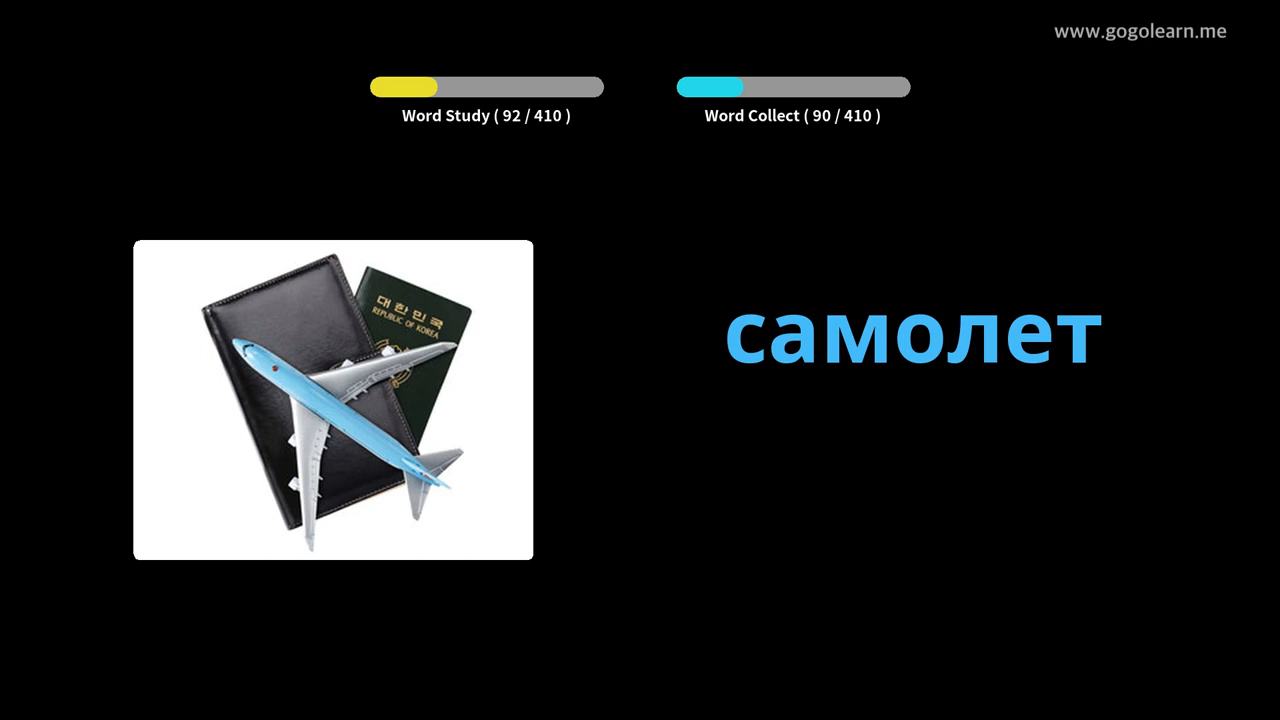 www.gogolearn.me
Word Study ( 92 / 410 )
Word Collect ( 90 / 410 )
대한민국
REPUBLIC OF KOREA
самолет